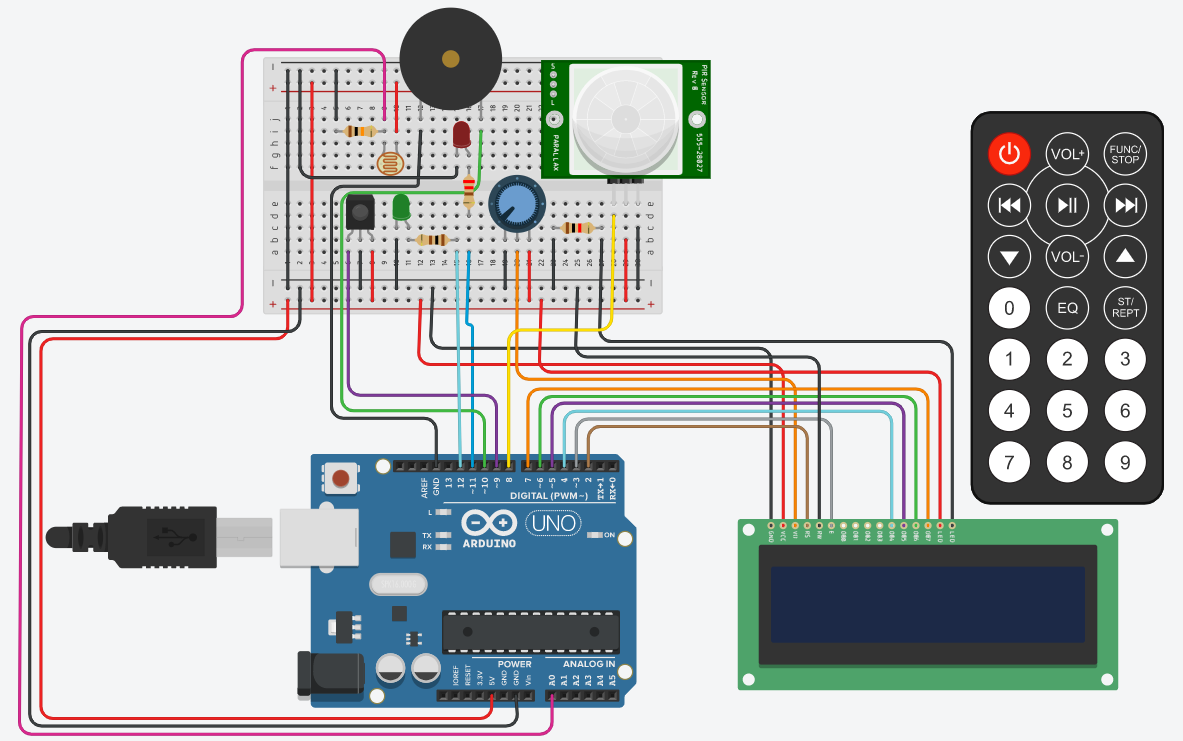 S
L
PIR SENSOR
Rev B
PARALLAX
555-28027
j
i
h
g
f
e
d
c
b
a
VOL+
FUNC/
STOP
VOL-
0
EQ
ST/
REPT
1
2
3
4
5
6
7
8
9
AREF
GND
13
12
~11
~10
~9
8
7
~6
~5
4
~3
2
TX→1
RX←0
DIGITAL (PWM~)
L
TX
RX
ARDUINO
UNO
ON
POWER
ANALOG IN
IOREF
RESET
3.3V
5V
GND
GND
Vin
A0
A1
A2
A3
A4
A5
GND
VCC
V0
RS
RW
E
DB0
DB1
DB2
DB3
DB4
DB5
DB6
DB7
LED
LED